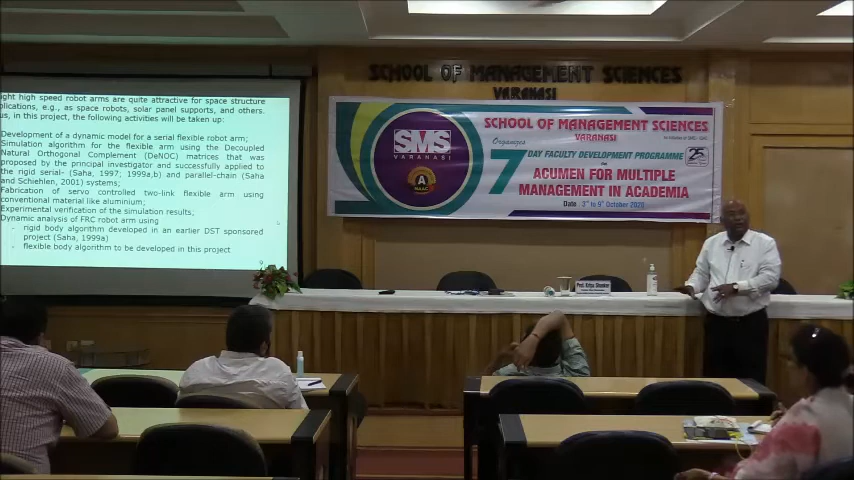 SCHOOL OF MANAGEMENT SCIENCES
VARANASI
ight high speed robot arms are quite attractive for space structure
plications, e.g., as space robots, solar panel supports, and others.
us, in this project, the following activities will be taken up:
Development of a dynamic model for a serial flexible robot arm;
Simulation algorithm for the flexible arm using the Decoupled
Natural Orthogonal Complement (DeNOC) matrices that was
proposed by the principal investigator and successfully applied to
the rigid serial- (Saha, 1997; 1999a,b) and parallel-chain (Saha
and Schiehlen, 2001) systems;
Fabrication of servo controlled two-link flexible arm using
conventional material like aluminium;
Experimental verification of the simulation results;
Dynamic analysis of FRC robot arm using
- rigid body algorithm developed in an earlier DST sponsored
project (Saha, 1999a)
- flexible body algorithm to be developed in this project
9
SMS
VARANASI
A
NAAC
SCHOOL OF MANAGEMENT SCIENCES
VARANASI
Organizes
7 DAY FACULTY DEVELOPMENT PROGRAMME
on
ACUMEN FOR MULTIPLE
MANAGEMENT IN ACADEMIA
Date : 3rd to 9th October 2020
25
Prof. Kripa Shanker